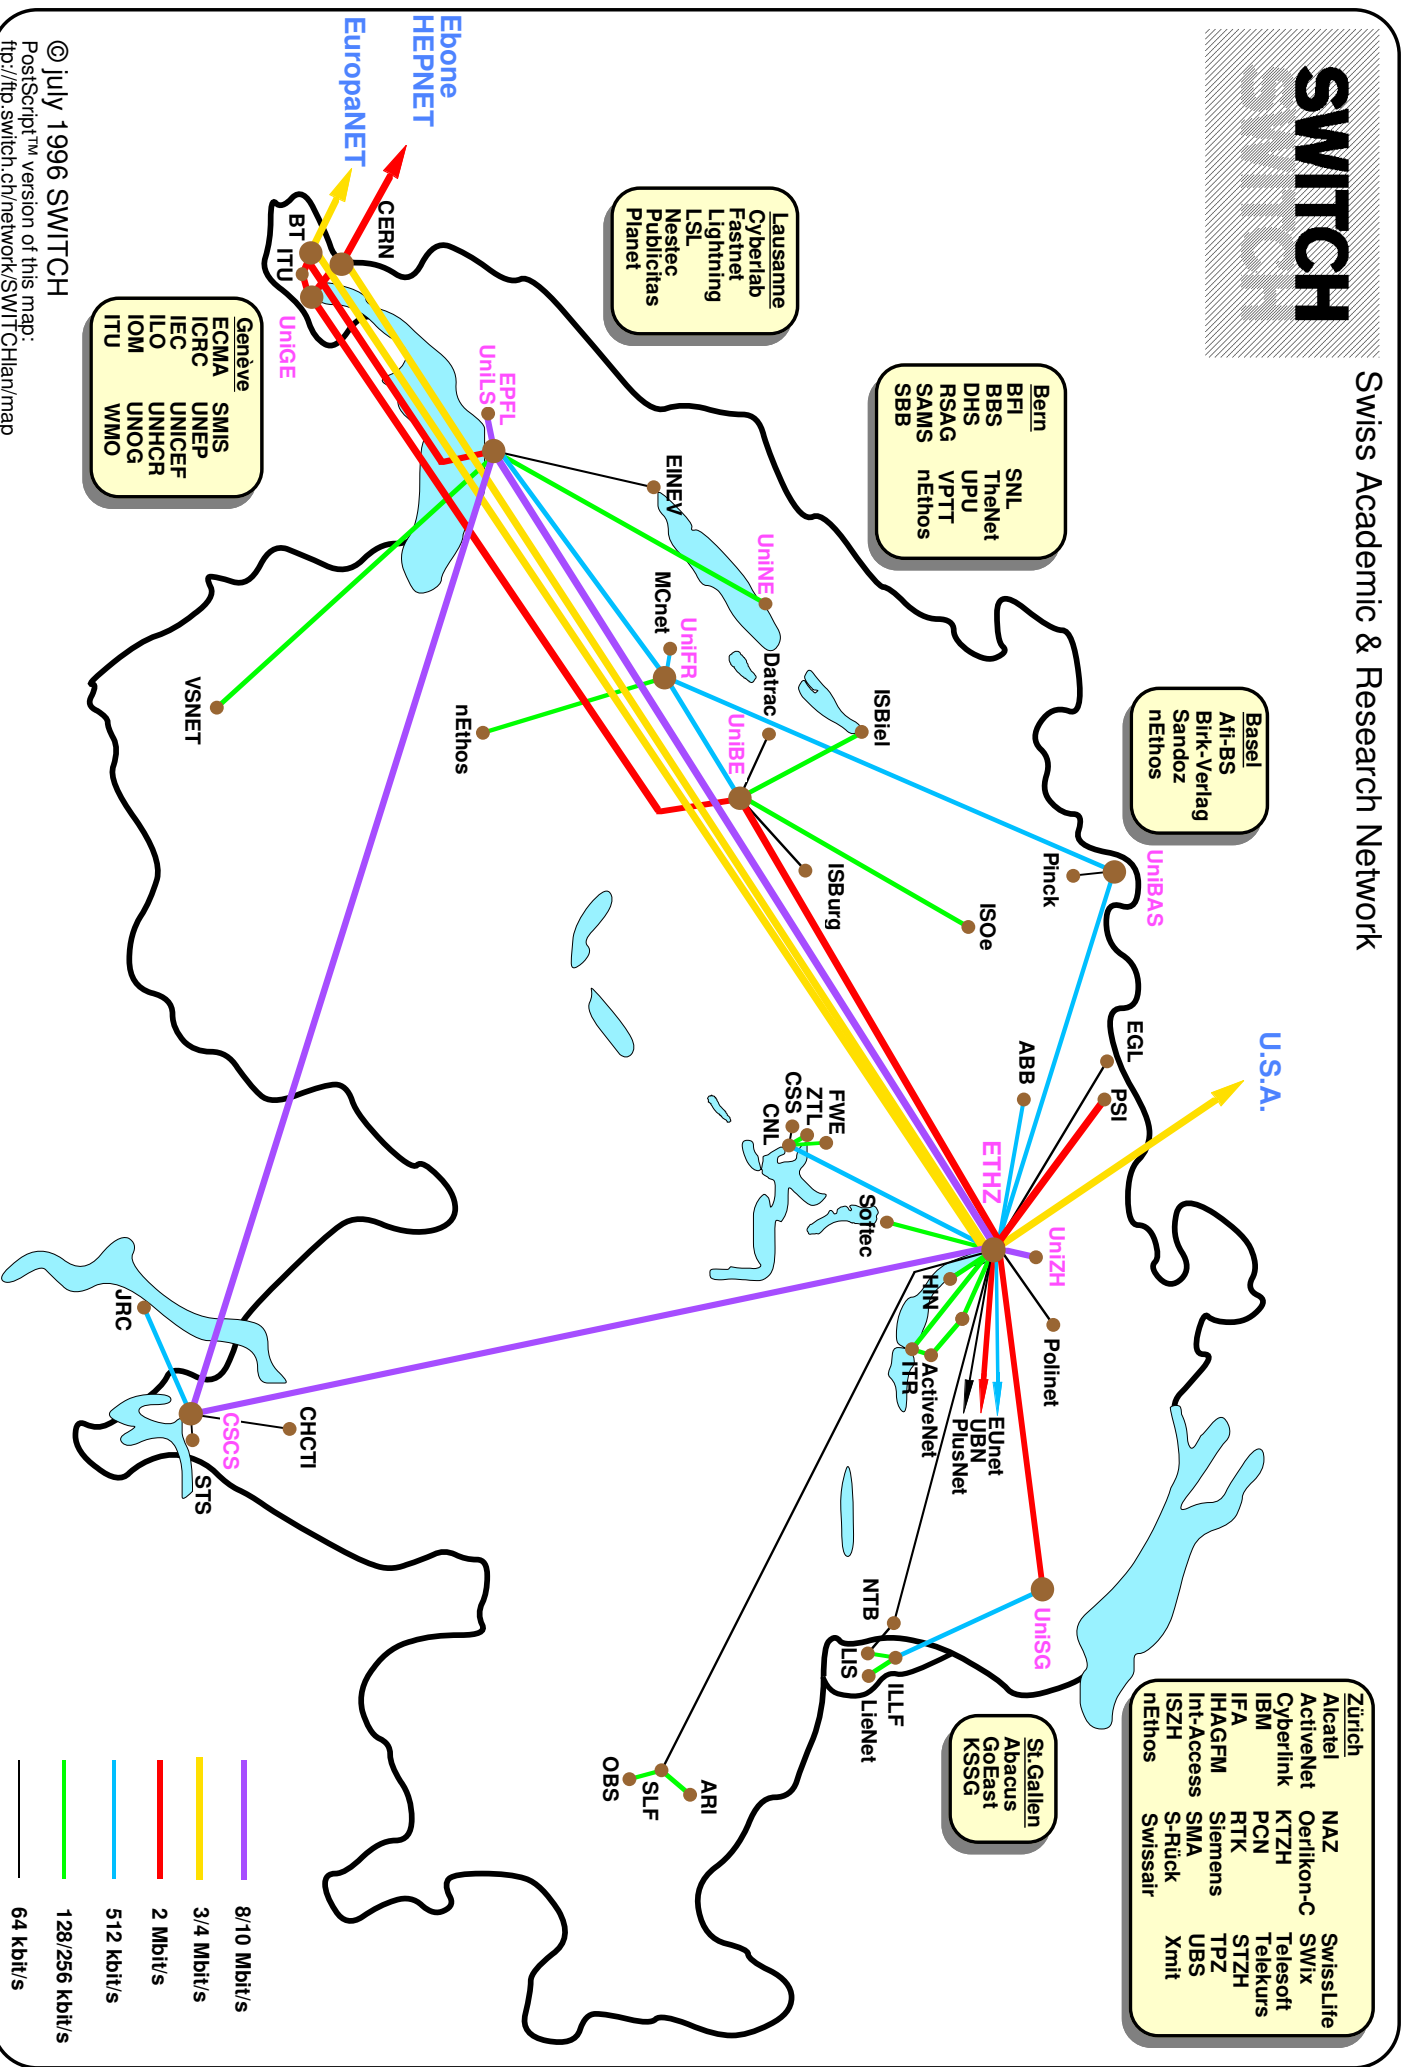 SWITCH
SWITCH
Swiss Academic & Research Network
Ebone
HEPNET
EuropaNET
U.S.A.
Lausanne
Cyberlab
Fastnet
Lightning
LSL
Nestec
Publicitas
Planet
Bern
BFI SNL
BBS TheNet
DHS UPU
RSAG VPTT
SAMS nEthos
SBB
Basel
Afi-BS
Birk-Verlag
Sandoz
nEthos
Zürich
Alcatel NAZ SwissLife
ActiveNet Oerlikon-C SWix
Cyberlink KTZH Telesoft
IBM PCN Telekurs
IFA RTK STZH
IHAGFM Siemens TPZ
Int-Access SMA UBS
ISZH S-Rück Xmit
nEthos Swissair
St.Gallen
Abacus
GoEast
KSSG
Genève
ECMA SMIS
ICRC UNEP
IEC UNICEF
ILO UNHCR
IOM UNOG
ITU WMO
CERN
BT
ITU
UniGE
EPFL
UniLS
EINEV
UniNE
MCnet
UniFR
Datrac
UniBE
ISBiel
ISBurg
ISOe
nEthos
VSNET
Pinck
UniBAS
EGL
PSI
ABB
ETHZ
UniZH
Polinet
FWE
ZTL
CSS
CNL
Softec
HIN
ITR
ActiveNet
EUnet
UBN
PlusNet
UniSG
NTB
LIS
ILLF
LieNet
ARI
SLF
OBS
JRC
CSCS
CHCTI
STS
8/10 Mbit/s
3/4 Mbit/s
2 Mbit/s
512 kbit/s
128/256 kbit/s
64 kbit/s
© july 1996 SWITCH
PostScript™ version of this map:
ftp://ftp.switch.ch/network/SWITCHlan/map